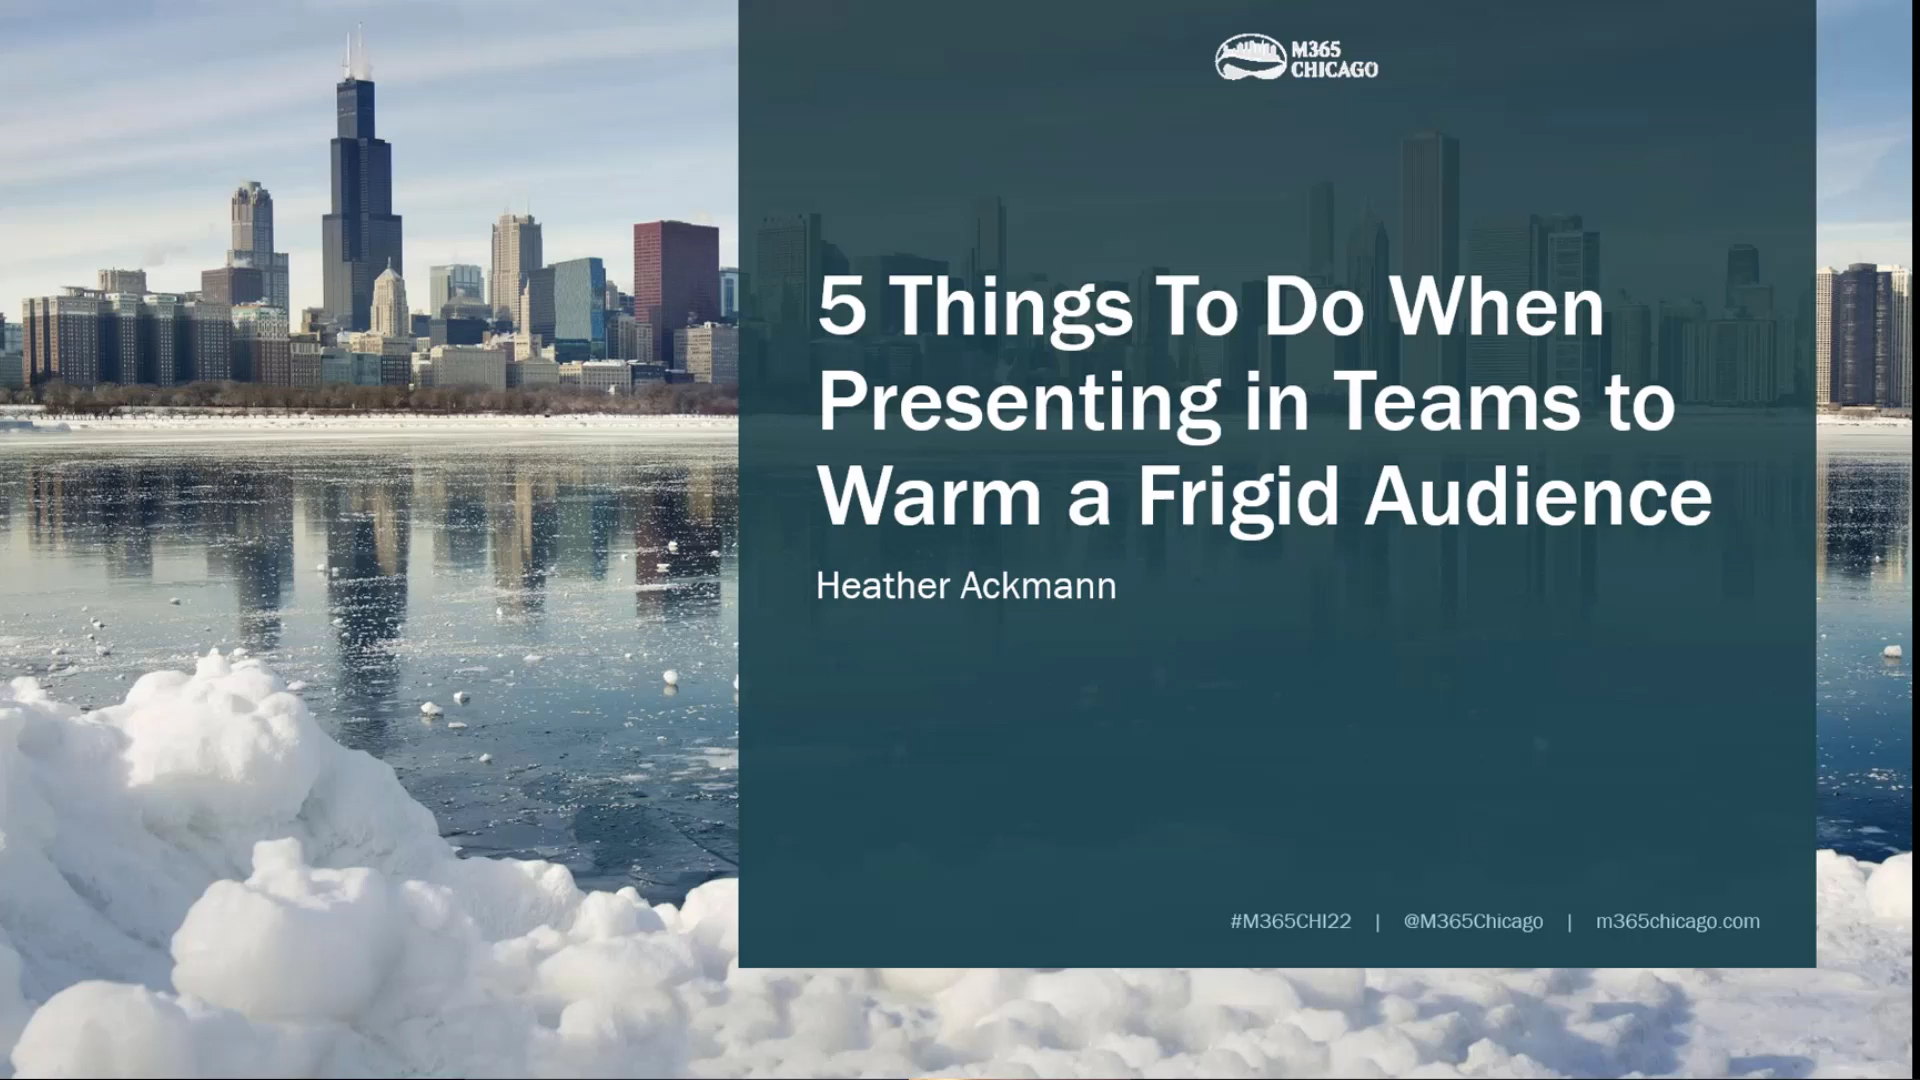 M365
CHICAGO
5 Things To Do When
Presenting in Teams to
Warm a Frigid Audience
Heather Ackmann
#M365CHI22 | @M365Chicago | m365chicago.com